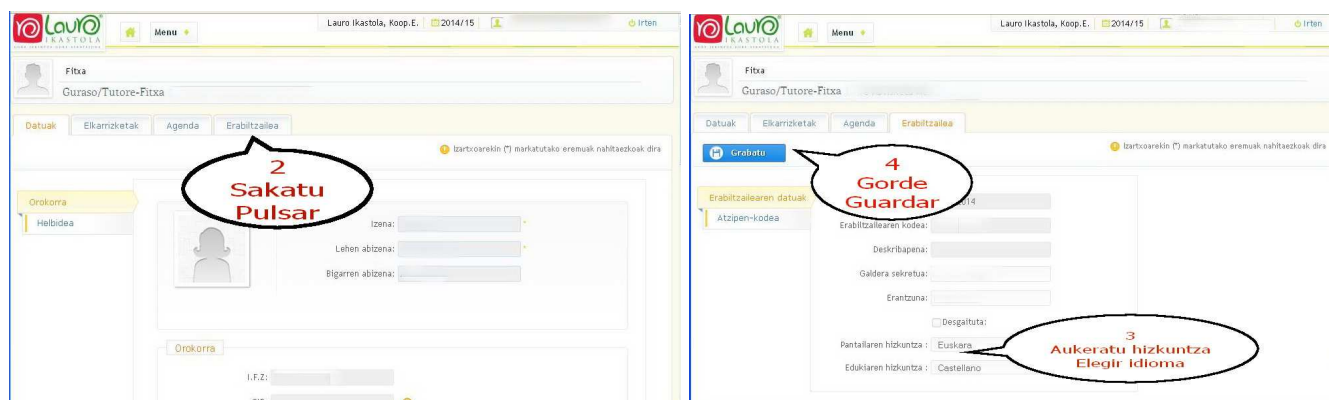 Lauro
IKASTOLA
Menu
Lauro Ikastola, Koop.E.
2014/15
Irten
Fitxa
Guraso/Tutore-Fitxa
Datuak
Elkarrizketak
Agenda
Erabiltzailea
Izartxoarekin (*) markatutako eremuak nahitaezkoak dira
2
Sakatu
Pulsar
Orokorra
Helbidea
Izena:
Lehen abizena:
Bigarren abizena:
Orokorra
I.F.Z:
Lauro
IKASTOLA
Menu
Lauro Ikastola, Koop.E.
2014/15
Irten
Fitxa
Guraso/Tutore-Fitxa
Datuak
Elkarrizketak
Agenda
Erabiltzailea
Grabatu
Izartxoarekin (*) markatutako eremuak nahitaezkoak dira
4
Gorde
Guardar
Erabiltzailearen datuak
Atzipen-kodea
Erabiltzailearen kodea:
Deskribapena:
Galdera sekretua:
Erantzuna:
Desgaituta:
Pantailaren hizkuntza : Euskara
Edukiaren hizkuntza : Castellano
3
Aukeratu hizkuntza
Elegir idioma